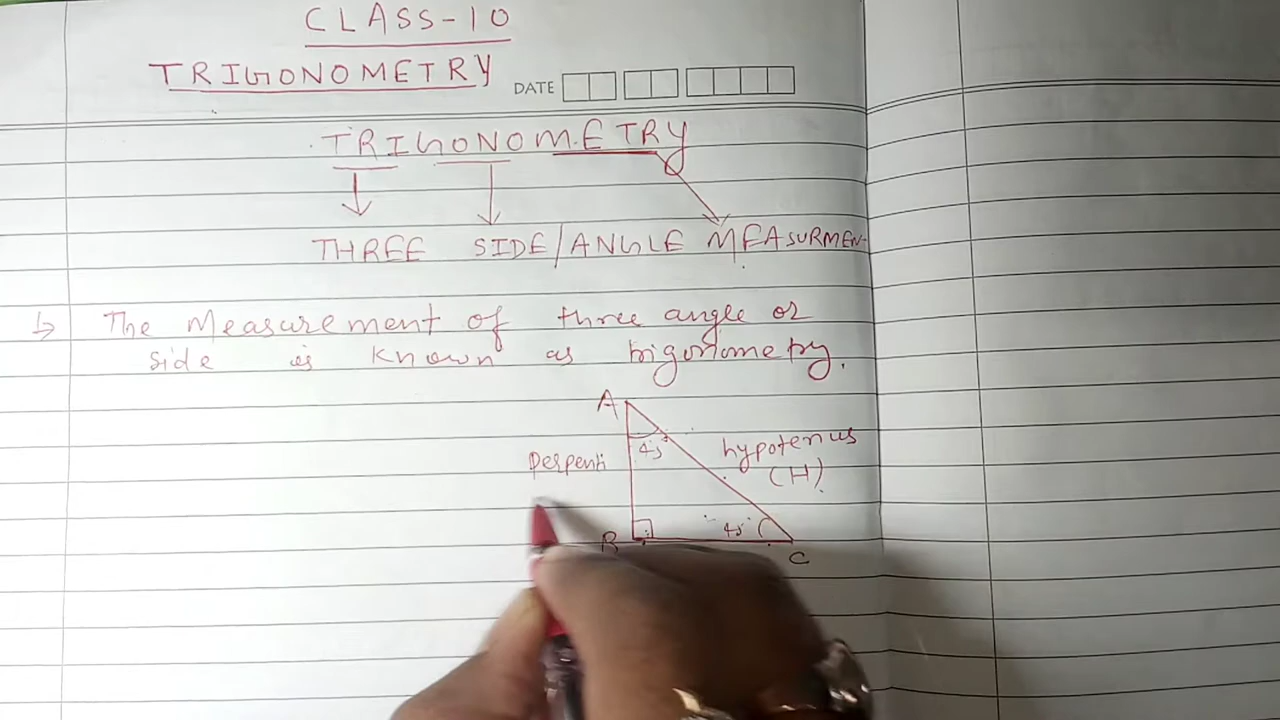 CLASS-10
TRIGONOMETRY
DATE
TRIGONOMETRY
THREE SIDE/ANGLE MEASURMEN
↳ The Measurement of three angle or
side is known as trigonometry.
A
45°
hypotenus
(H)
Perpenti
B
45°
C